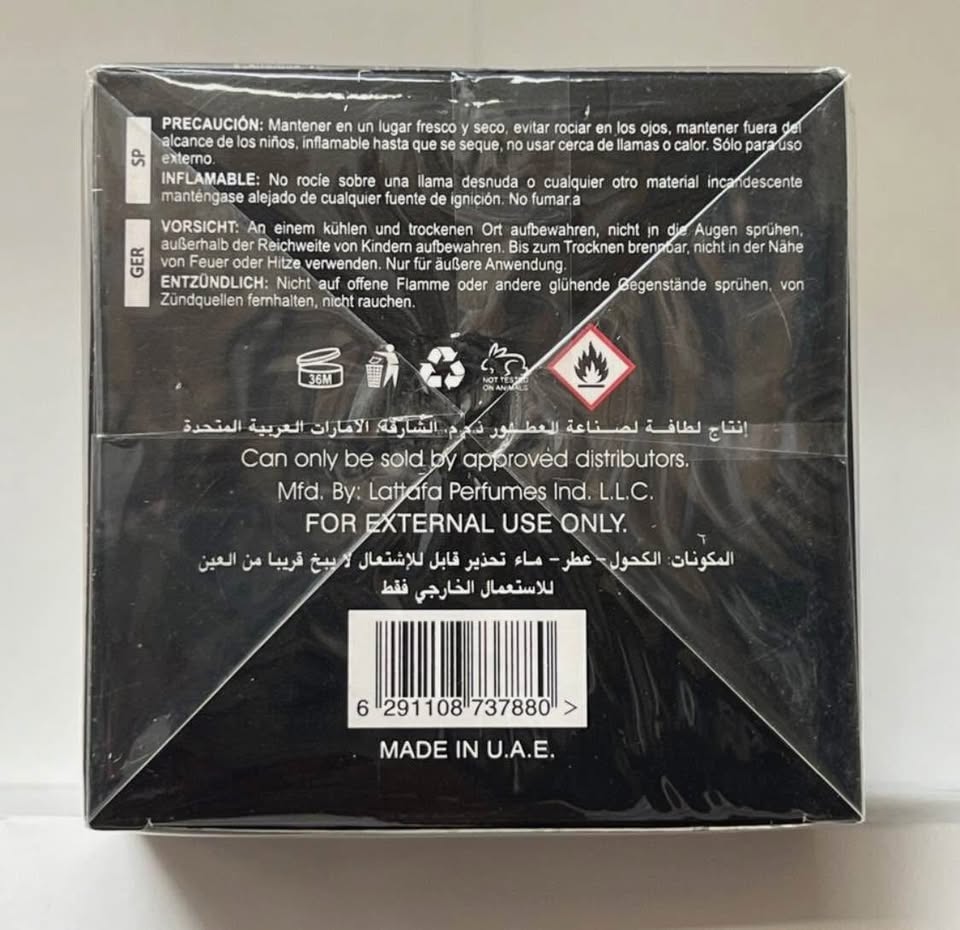 SP
PRECAUCIÓN: Mantener en un lugar fresco y seco, evitar rociar en los ojos, mantener fuera del
alcance de los niños, inflamable hasta que se seque, no usar cerca de llamas o calor. Sólo para uso
externo.
INFLAMABLE: No rocíe sobre una llama desnuda o cualquier otro material incandescente
manténgase alejado de cualquier fuente de ignición. No fumar.a
GER
VORSICHT: An einem kühlen und trockenen Ort aufbewahren, nicht in die Augen sprühen,
außerhalb der Reichweite von Kindern aufbewahren. Bis zum Trocknen brennbar, nicht in der Nähe
von Feuer oder Hitze verwenden. Nur für äußere Anwendung.
ENTZÜNDLICH: Nicht auf offene Flamme oder andere glühende Gegenstände sprühen, von
Zündquellen fernhalten, nicht rauchen.
36M
NOT TESTED
ON ANIMALS
إنتاج لطافة لصناعة العطور ذ.م.م. الشارقة، الامارات العربية المتحدة
Can only be sold by approved distributors.
Mfd. By: Lattafa Perfumes Ind. L.L.C.
FOR EXTERNAL USE ONLY.
المكونات: الكحول - عطر - ماء تحذير قابل للإشتعال لا يبخ قريبا من العين
للاستعمال الخارجي فقط
6 291108 737880 >
MADE IN U.A.E.